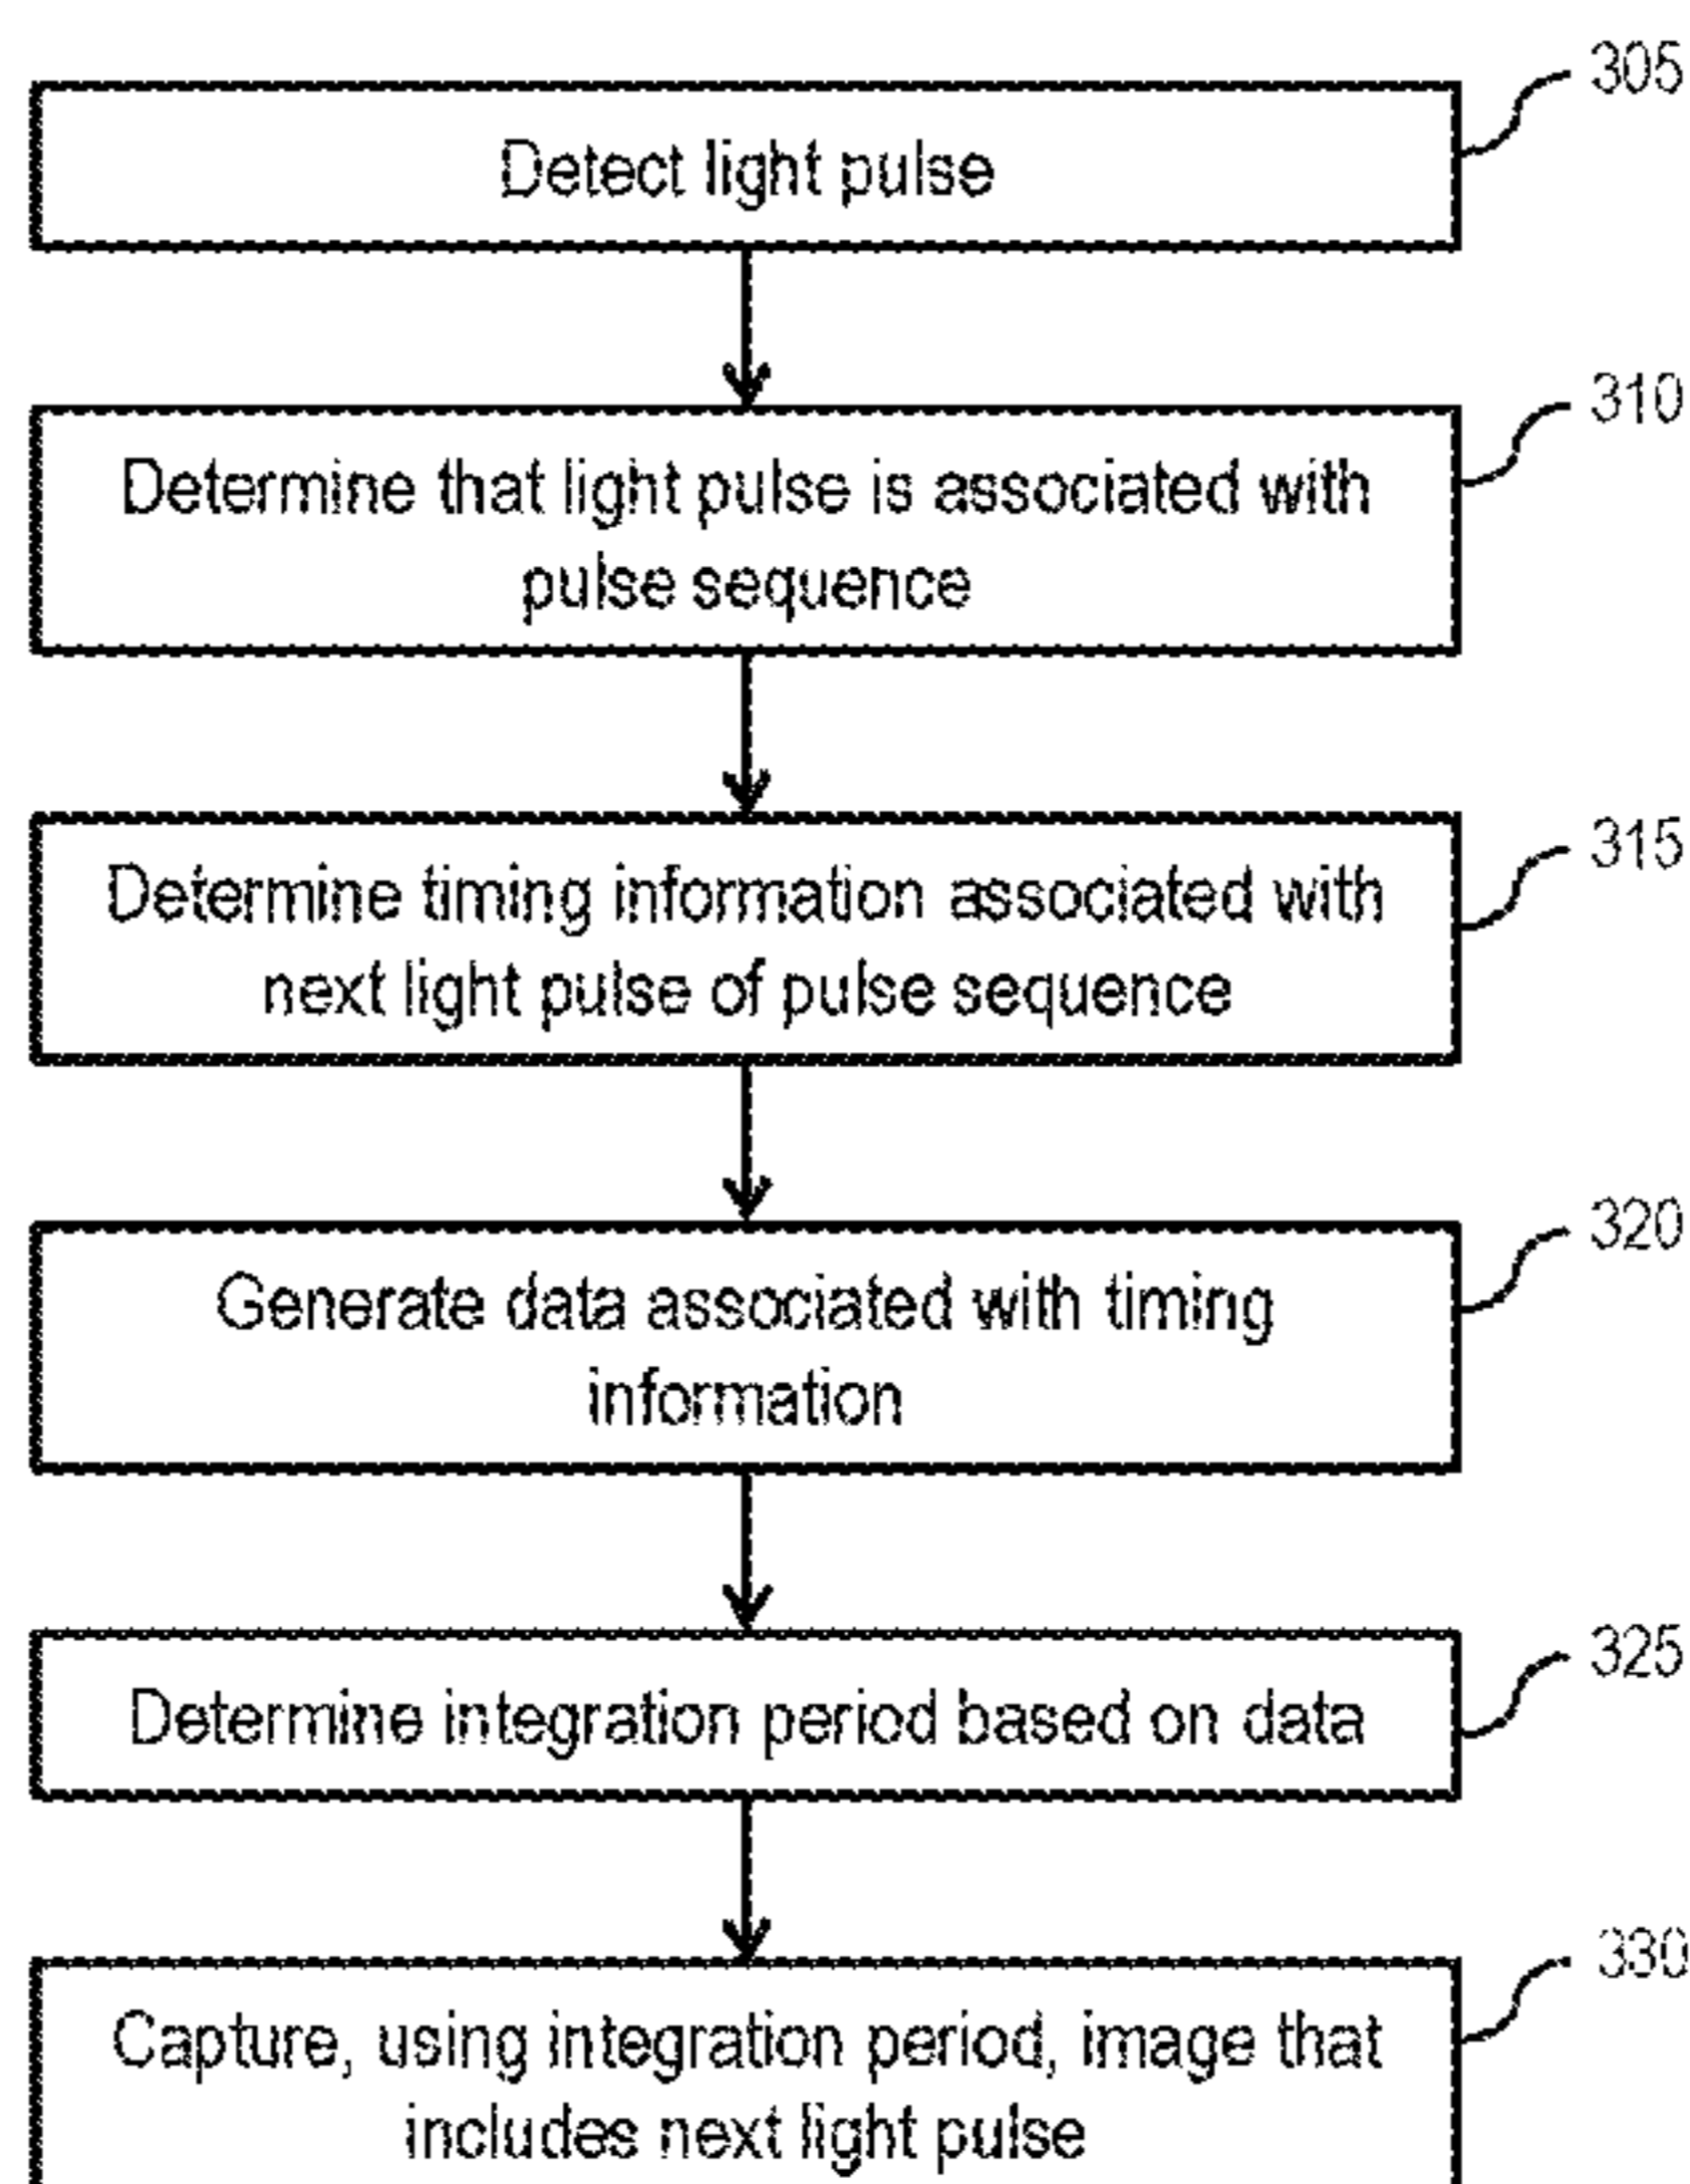 305
Detect light pulse
310
Determine that light pulse is associated with
pulse sequence
315
Determine timing information associated with
next light pulse of pulse sequence
320
Generate data associated with timing
information
325
Determine integration period based on data
330
Capture, using integration period, image that
includes next light pulse